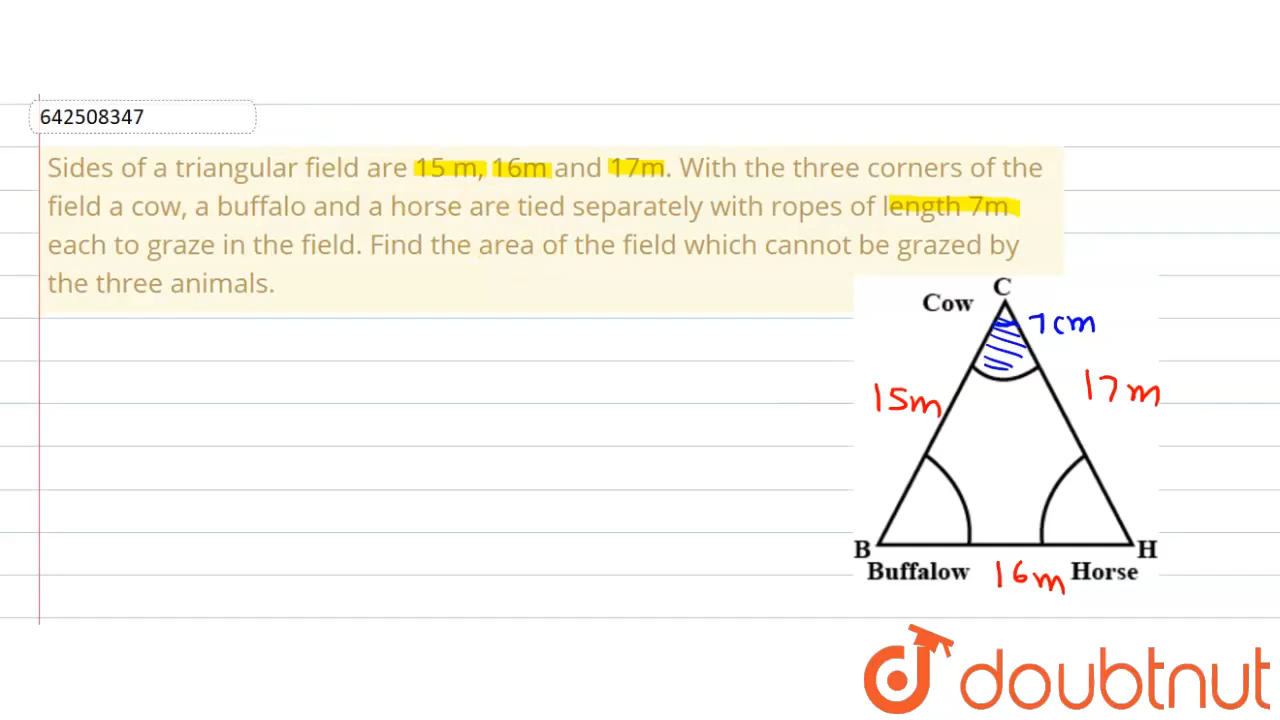 642508347
Sides of a triangular field are 15 m, 16m and 17m. With the three corners of the
field a cow, a buffalo and a horse are tied separately with ropes of length 7m
each to graze in the field. Find the area of the field which cannot be grazed by
the three animals.
C
Cow
7cm
15m
17m
B
H
Buffalow
16m
Horse
doubtnut